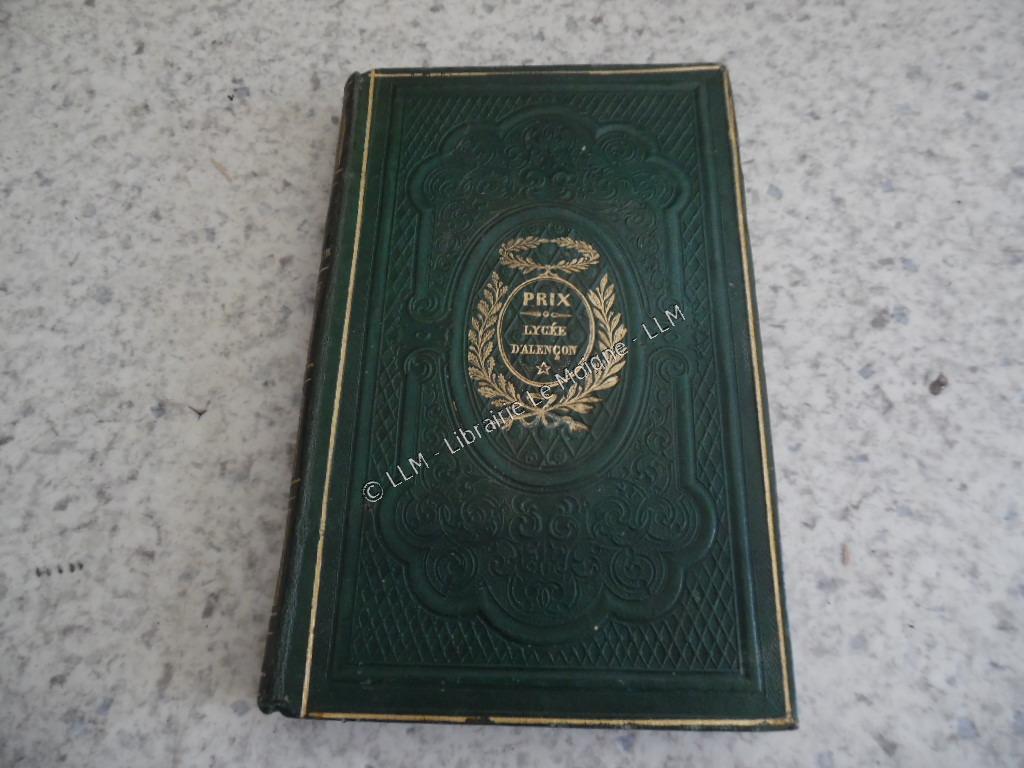 PRIX
LYCÉE
D'ALENÇON
© LLM - Librairie Le Moigne - LLM